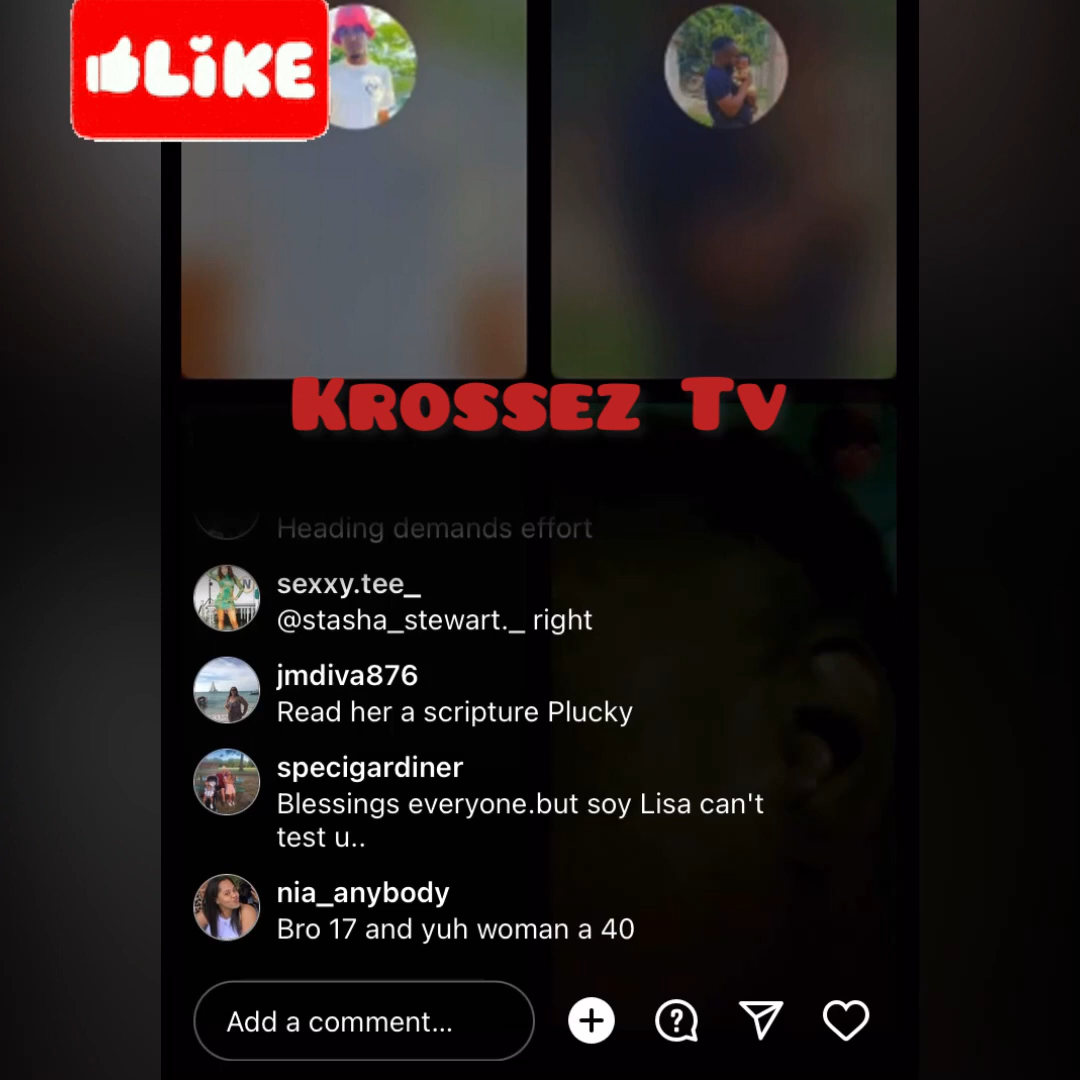 LiKE
KROSSEZ TV
Heading demands effort
sexxy.tee_
@stasha_stewart._ right
jmdiva876
Read her a scripture Plucky
specigardiner
Blessings everyone.but soy Lisa can't
test u..
nia_anybody
Bro 17 and yuh woman a 40
Add a comment...